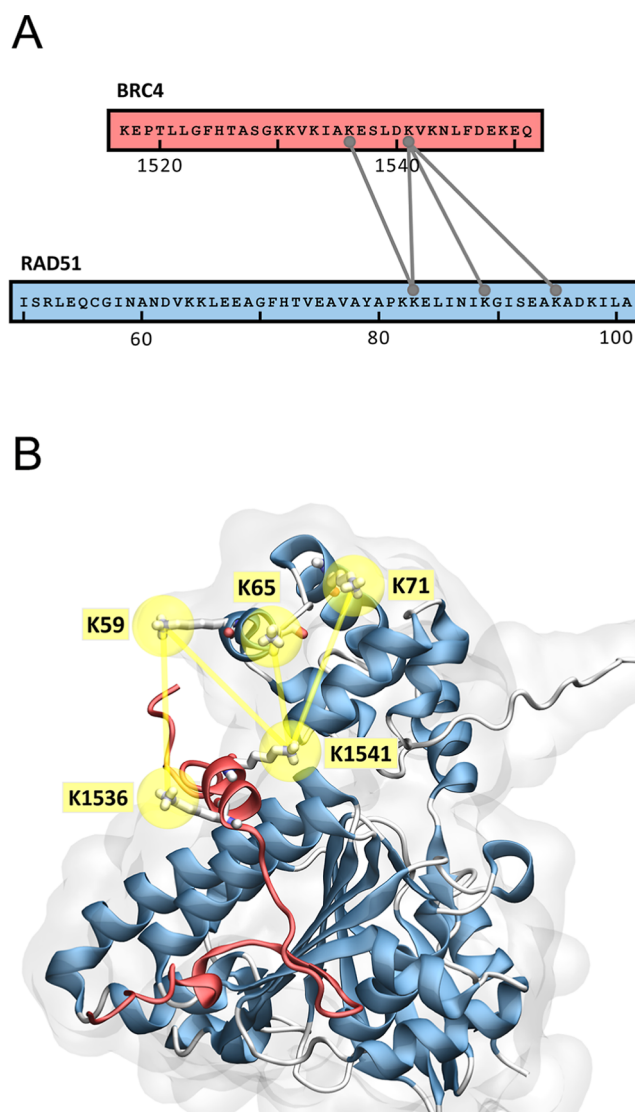 A
BRC4
KEPTLLGFHTASGKKVKIAKESLDKVKNLFDEKEQ
1520 1540
RAD51
ISRLEQCGINANDVKKLEEAGFHTVEAVAYAPKKELINIKGISEAKADKILA
60 80 100
B
K65 K71
K59
K1541
K1536